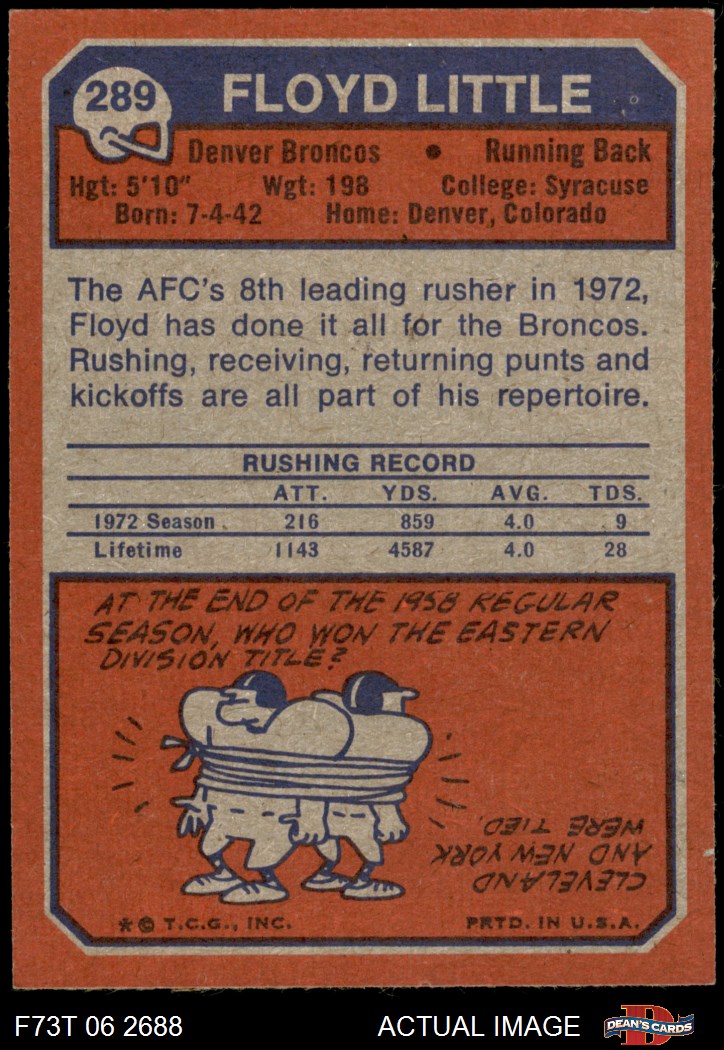 289
FLOYD LITTLE
Denver Broncos • Running Back
Hgt: 5'10" Wgt: 198 College: Syracuse
Born: 7-4-42 Home: Denver, Colorado
The AFC's 8th leading rusher in 1972,
Floyd has done it all for the Broncos.
Rushing, receiving, returning punts and
kickoffs are all part of his repertoire.
RUSHING RECORD
ATT. YDS. AVG. TDS.
1972 Season 216 859 4.0 9
Lifetime 1143 4587 4.0 28
AT THE END OF THE 1958 REGULAR
SEASON, WHO WON THE EASTERN
DIVISION TITLE?
CLEVELAND
AND NEW YORK
WERE TIED.
*© T.C.G., INC. PRTD. IN U.S.A.
F73T 06 2688 ACTUAL IMAGE
D
DEAN'S CARDS